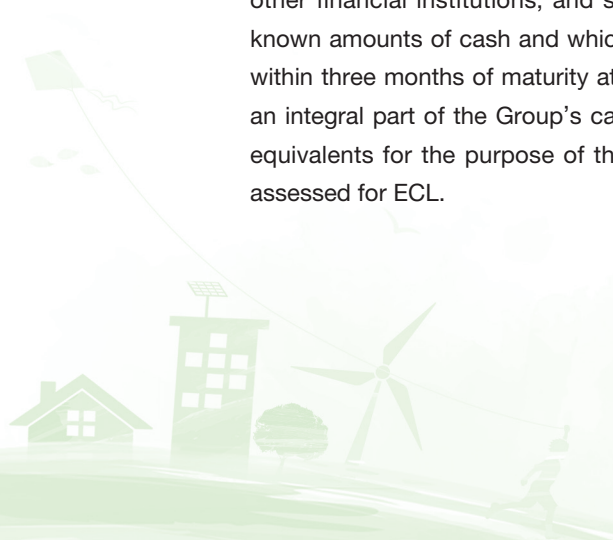 other financial institutions, and s
known amounts of cash and whic
within three months of maturity at
an integral part of the Group's ca
equivalents for the purpose of th
assessed for ECL.